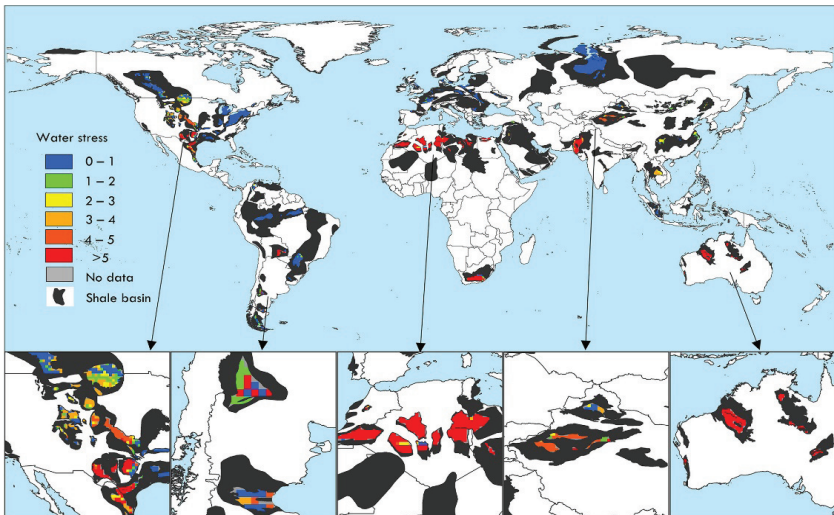 Water stress
0 – 1
1 – 2
2 – 3
3 – 4
4 – 5
>5
No data
Shale basin